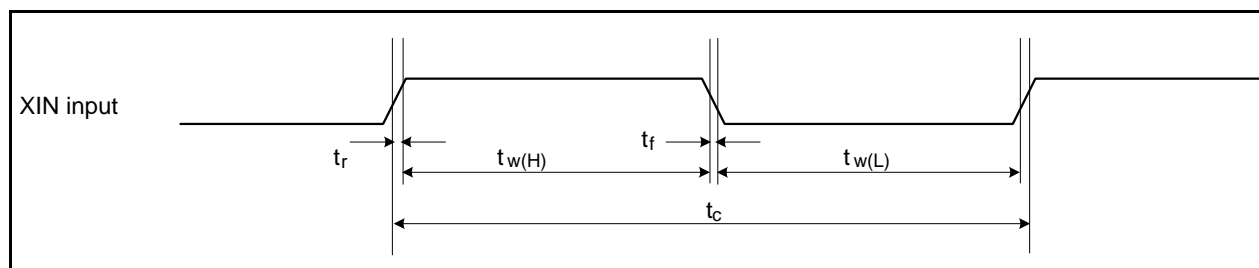 XIN input
tr
tw(H)
tf
tw(L)
tc